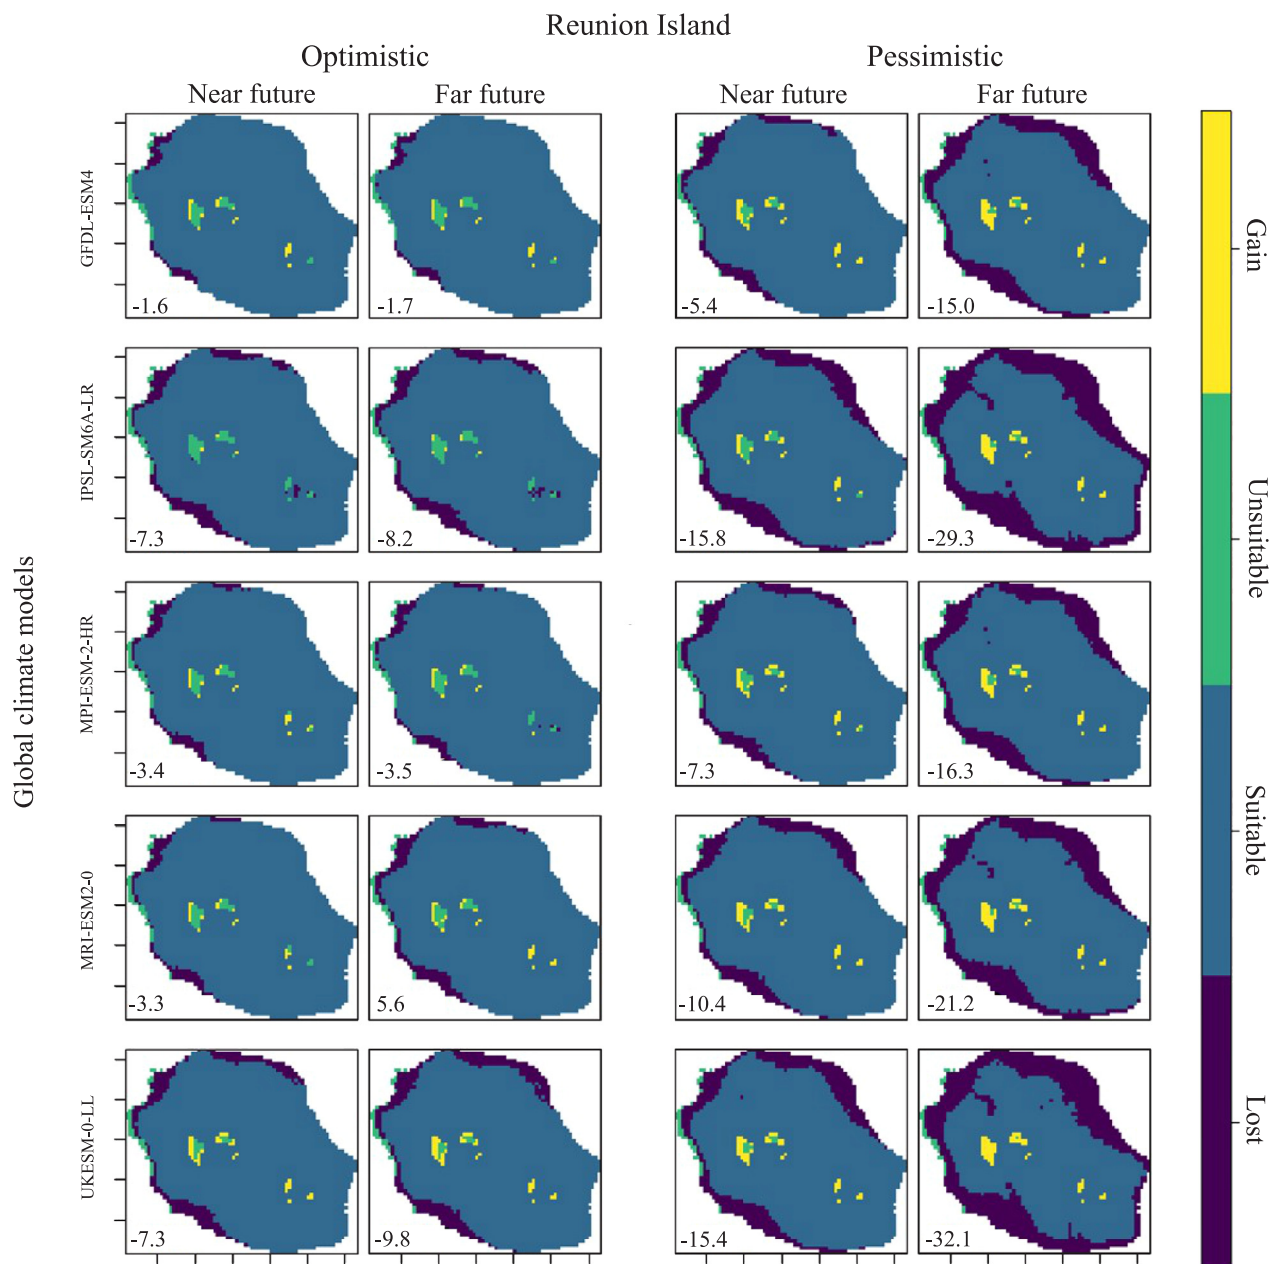 Reunion Island
Optimistic
Pessimistic
Near future
Far future
Near future
Far future
Global climate models
GFDL-ESM4
-1.6
-1.7
-5.4
-15.0
IPSL-SM6A-LR
-7.3
-8.2
-15.8
-29.3
MPI-ESM-2-HR
-3.4
-3.5
-7.3
-16.3
MRI-ESM2-0
-3.3
5.6
-10.4
-21.2
UKESM-0-LL
-7.3
-9.8
-15.4
-32.1
Gain
Unsuitable
Suitable
Lost